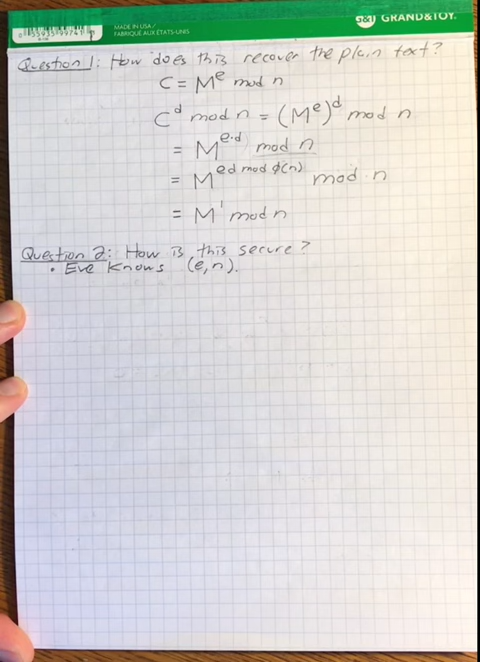 MADE IN USA /
FABRIQUÉ AUX ÉTATS-UNIS
G&T GRAND&TOY.
Question 1: How does this recover the plain text?
C = M^e mod n
C^d mod n = (M^e)^d mod n
= M^{e·d} mod n
= M^{ed mod φ(n)} mod n
= M^1 mod n
Question 2: How is this secure?
• Eve knows (e,n).